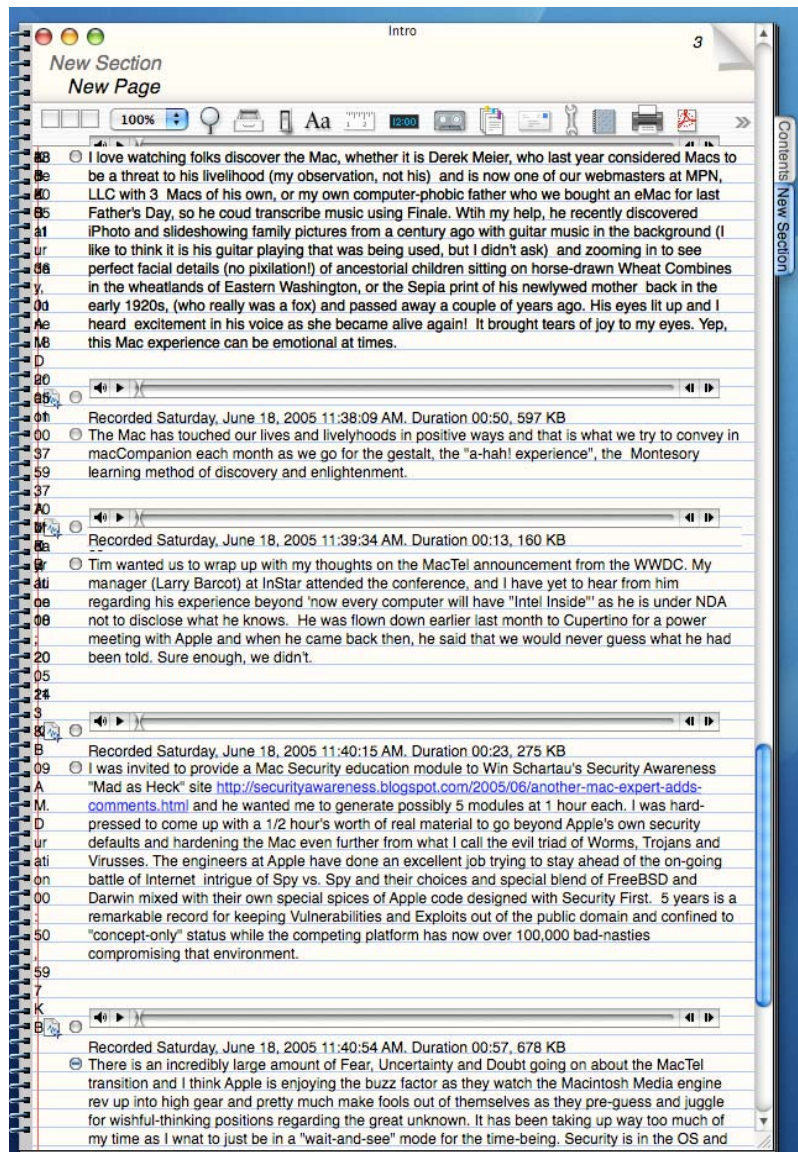 Intro
3
New Section
New Page
100%
Aa
12:00
Contents
New Section
I love watching folks discover the Mac, whether it is Derek Meier, who last year considered Macs to
be a threat to his livelihood (my observation, not his)  and is now one of our webmasters at MPN,
LLC with 3  Macs of his own, or my own computer-phobic father who we bought an eMac for last
Father's Day, so he coud transcribe music using Finale. Wtih my help, he recently discovered
iPhoto and slideshowing family pictures from a century ago with guitar music in the background (I
like to think it is his guitar playing that was being used, but I didn't ask)  and zooming in to see
perfect facial details (no pixilation!) of ancestorial children sitting on horse-drawn Wheat Combines
in the wheatlands of Eastern Washington, or the Sepia print of his newlywed mother  back in the
early 1920s, (who really was a fox) and passed away a couple of years ago. His eyes lit up and I
heard  excitement in his voice as she became alive again!  It brought tears of joy to my eyes. Yep,
this Mac experience can be emotional at times.
Recorded Saturday, June 18, 2005 11:38:09 AM. Duration 00:50, 597 KB
The Mac has touched our lives and livelyhoods in positive ways and that is what we try to convey in
macCompanion each month as we go for the gestalt, the "a-hah! experience", the  Montesory
learning method of discovery and enlightenment.
Recorded Saturday, June 18, 2005 11:39:34 AM. Duration 00:13, 160 KB
Tim wanted us to wrap up with my thoughts on the MacTel announcement from the WWDC. My
manager (Larry Barcot) at InStar attended the conference, and I have yet to hear from him
regarding his experience beyond 'now every computer will have "Intel Inside"' as he is under NDA
not to disclose what he knows.  He was flown down earlier last month to Cupertino for a power
meeting with Apple and when he came back then, he said that we would never guess what he had
been told. Sure enough, we didn't.
Recorded Saturday, June 18, 2005 11:40:15 AM. Duration 00:23, 275 KB
I was invited to provide a Mac Security education module to Win Schartau's Security Awareness
"Mad as Heck" site http://securityawareness.blogspot.com/2005/06/another-mac-expert-adds-
comments.html and he wanted me to generate possibly 5 modules at 1 hour each. I was hard-
pressed to come up with a 1/2 hour's worth of real material to go beyond Apple's own security
defaults and hardening the Mac even further from what I call the evil triad of Worms, Trojans and
Virusses. The engineers at Apple have done an excellent job trying to stay ahead of the on-going
battle of Internet  intrigue of Spy vs. Spy and their choices and special blend of FreeBSD and
Darwin mixed with their own special spices of Apple code designed with Security First.  5 years is a
remarkable record for keeping Vulnerabilities and Exploits out of the public domain and confined to
"concept-only" status while the competing platform has now over 100,000 bad-nasties
compromising that environment.
Recorded Saturday, June 18, 2005 11:40:54 AM. Duration 00:57, 678 KB
There is an incredibly large amount of Fear, Uncertainty and Doubt going on about the MacTel
transition and I think Apple is enjoying the buzz factor as they watch the Macintosh Media engine
rev up into high gear and pretty much make fools out of themselves as they pre-guess and juggle
for wishful-thinking positions regarding the great unknown. It has been taking up way too much of
my time as I wnat to just be in a "wait-and-see" mode for the time-being. Security is in the OS and